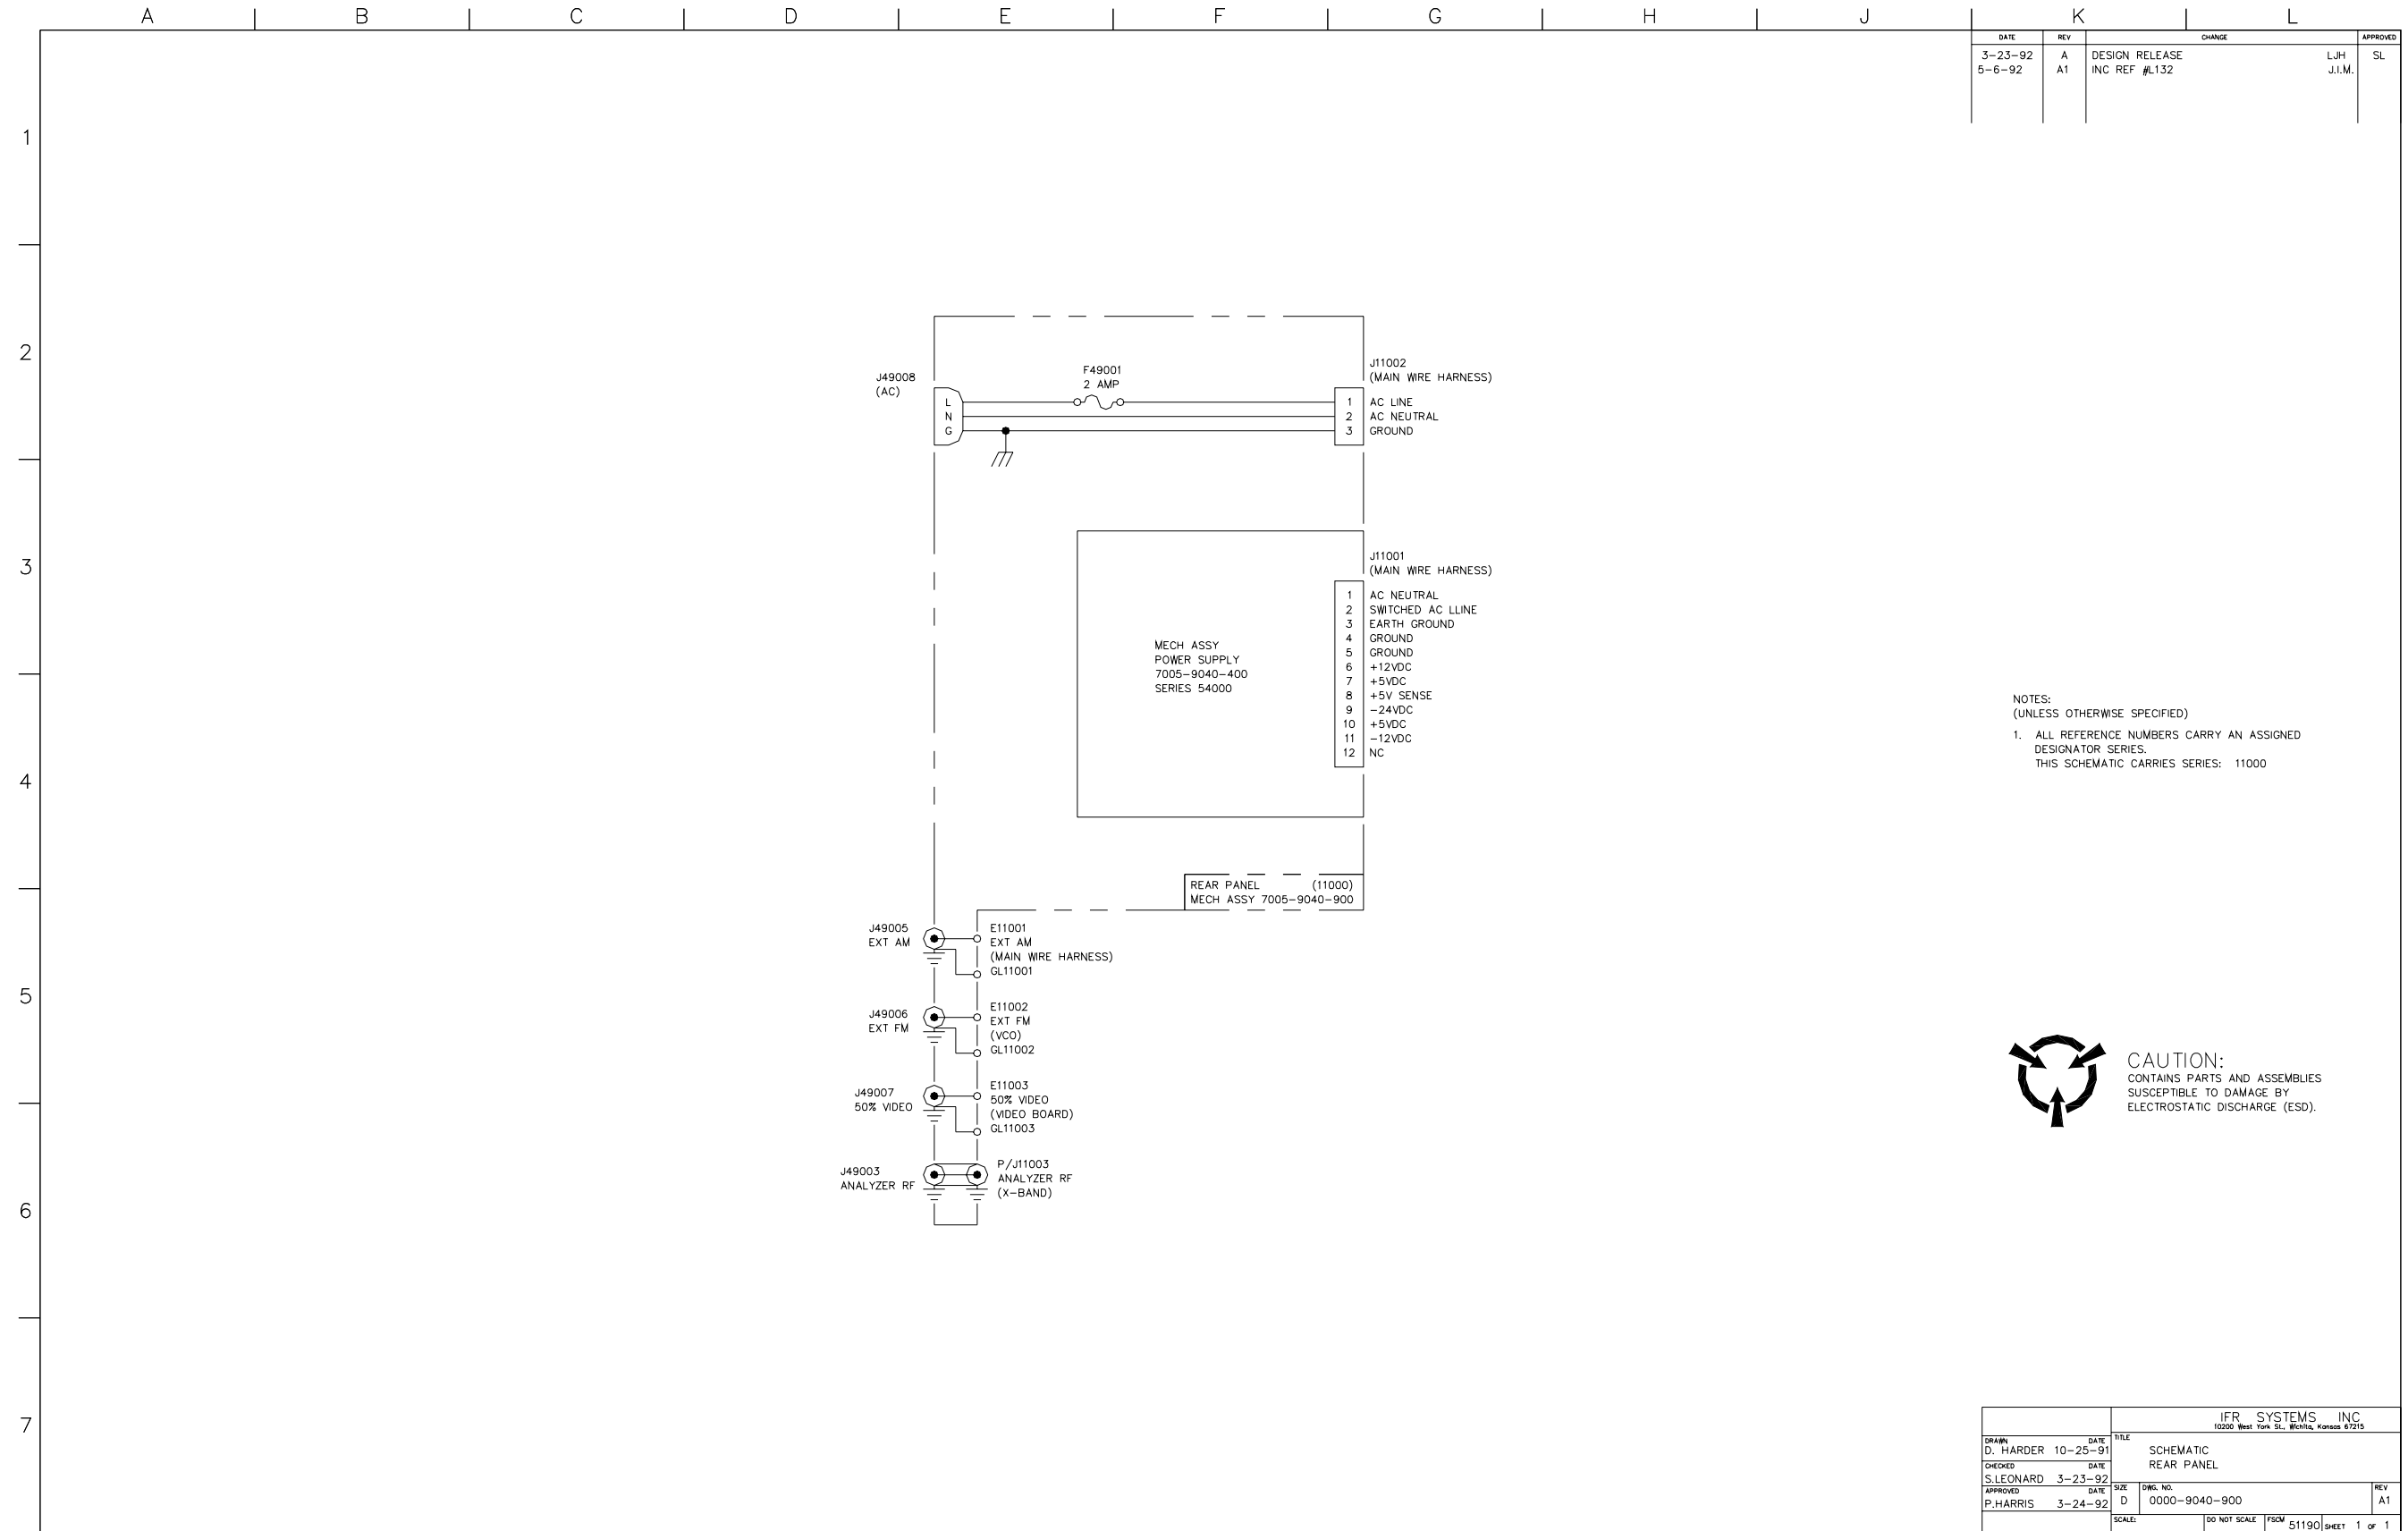 A B C D E F G H J K L
DATE REV CHANGE APPROVED
3-23-92 A DESIGN RELEASE LJH SL
5-6-92 A1 INC REF #L132 J.I.M.
1
2
3
4
5
6
7
J49008
(AC)
L
N
G
F49001
2 AMP
J11002
(MAIN WIRE HARNESS)
1 AC LINE
2 AC NEUTRAL
3 GROUND
J11001
(MAIN WIRE HARNESS)
1 AC NEUTRAL
2 SWITCHED AC LLINE
3 EARTH GROUND
4 GROUND
5 GROUND
6 +12VDC
7 +5VDC
8 +5V SENSE
9 -24VDC
10 +5VDC
11 -12VDC
12 NC
MECH ASSY
POWER SUPPLY
7005-9040-400
SERIES 54000
REAR PANEL (11000)
MECH ASSY 7005-9040-900
J49005
EXT AM
E11001
EXT AM
(MAIN WIRE HARNESS)
GL11001
J49006
EXT FM
E11002
EXT FM
(VCO)
GL11002
J49007
50% VIDEO
E11003
50% VIDEO
(VIDEO BOARD)
GL11003
J49003
ANALYZER RF
P/J11003
ANALYZER RF
(X-BAND)
NOTES:
(UNLESS OTHERWISE SPECIFIED)
1. ALL REFERENCE NUMBERS CARRY AN ASSIGNED
DESIGNATOR SERIES.
THIS SCHEMATIC CARRIES SERIES: 11000
CAUTION:
CONTAINS PARTS AND ASSEMBLIES
SUSCEPTIBLE TO DAMAGE BY
ELECTROSTATIC DISCHARGE (ESD).
IFR SYSTEMS INC
10200 West York St., Wichita, Kansas 67215
DRAWN DATE
D. HARDER 10-25-91
CHECKED DATE
S.LEONARD 3-23-92
APPROVED DATE
P.HARRIS 3-24-92
TITLE
SCHEMATIC
REAR PANEL
SIZE DWG. NO. REV
D 0000-9040-900 A1
SCALE: DO NOT SCALE FSCM 51190 SHEET 1 OF 1